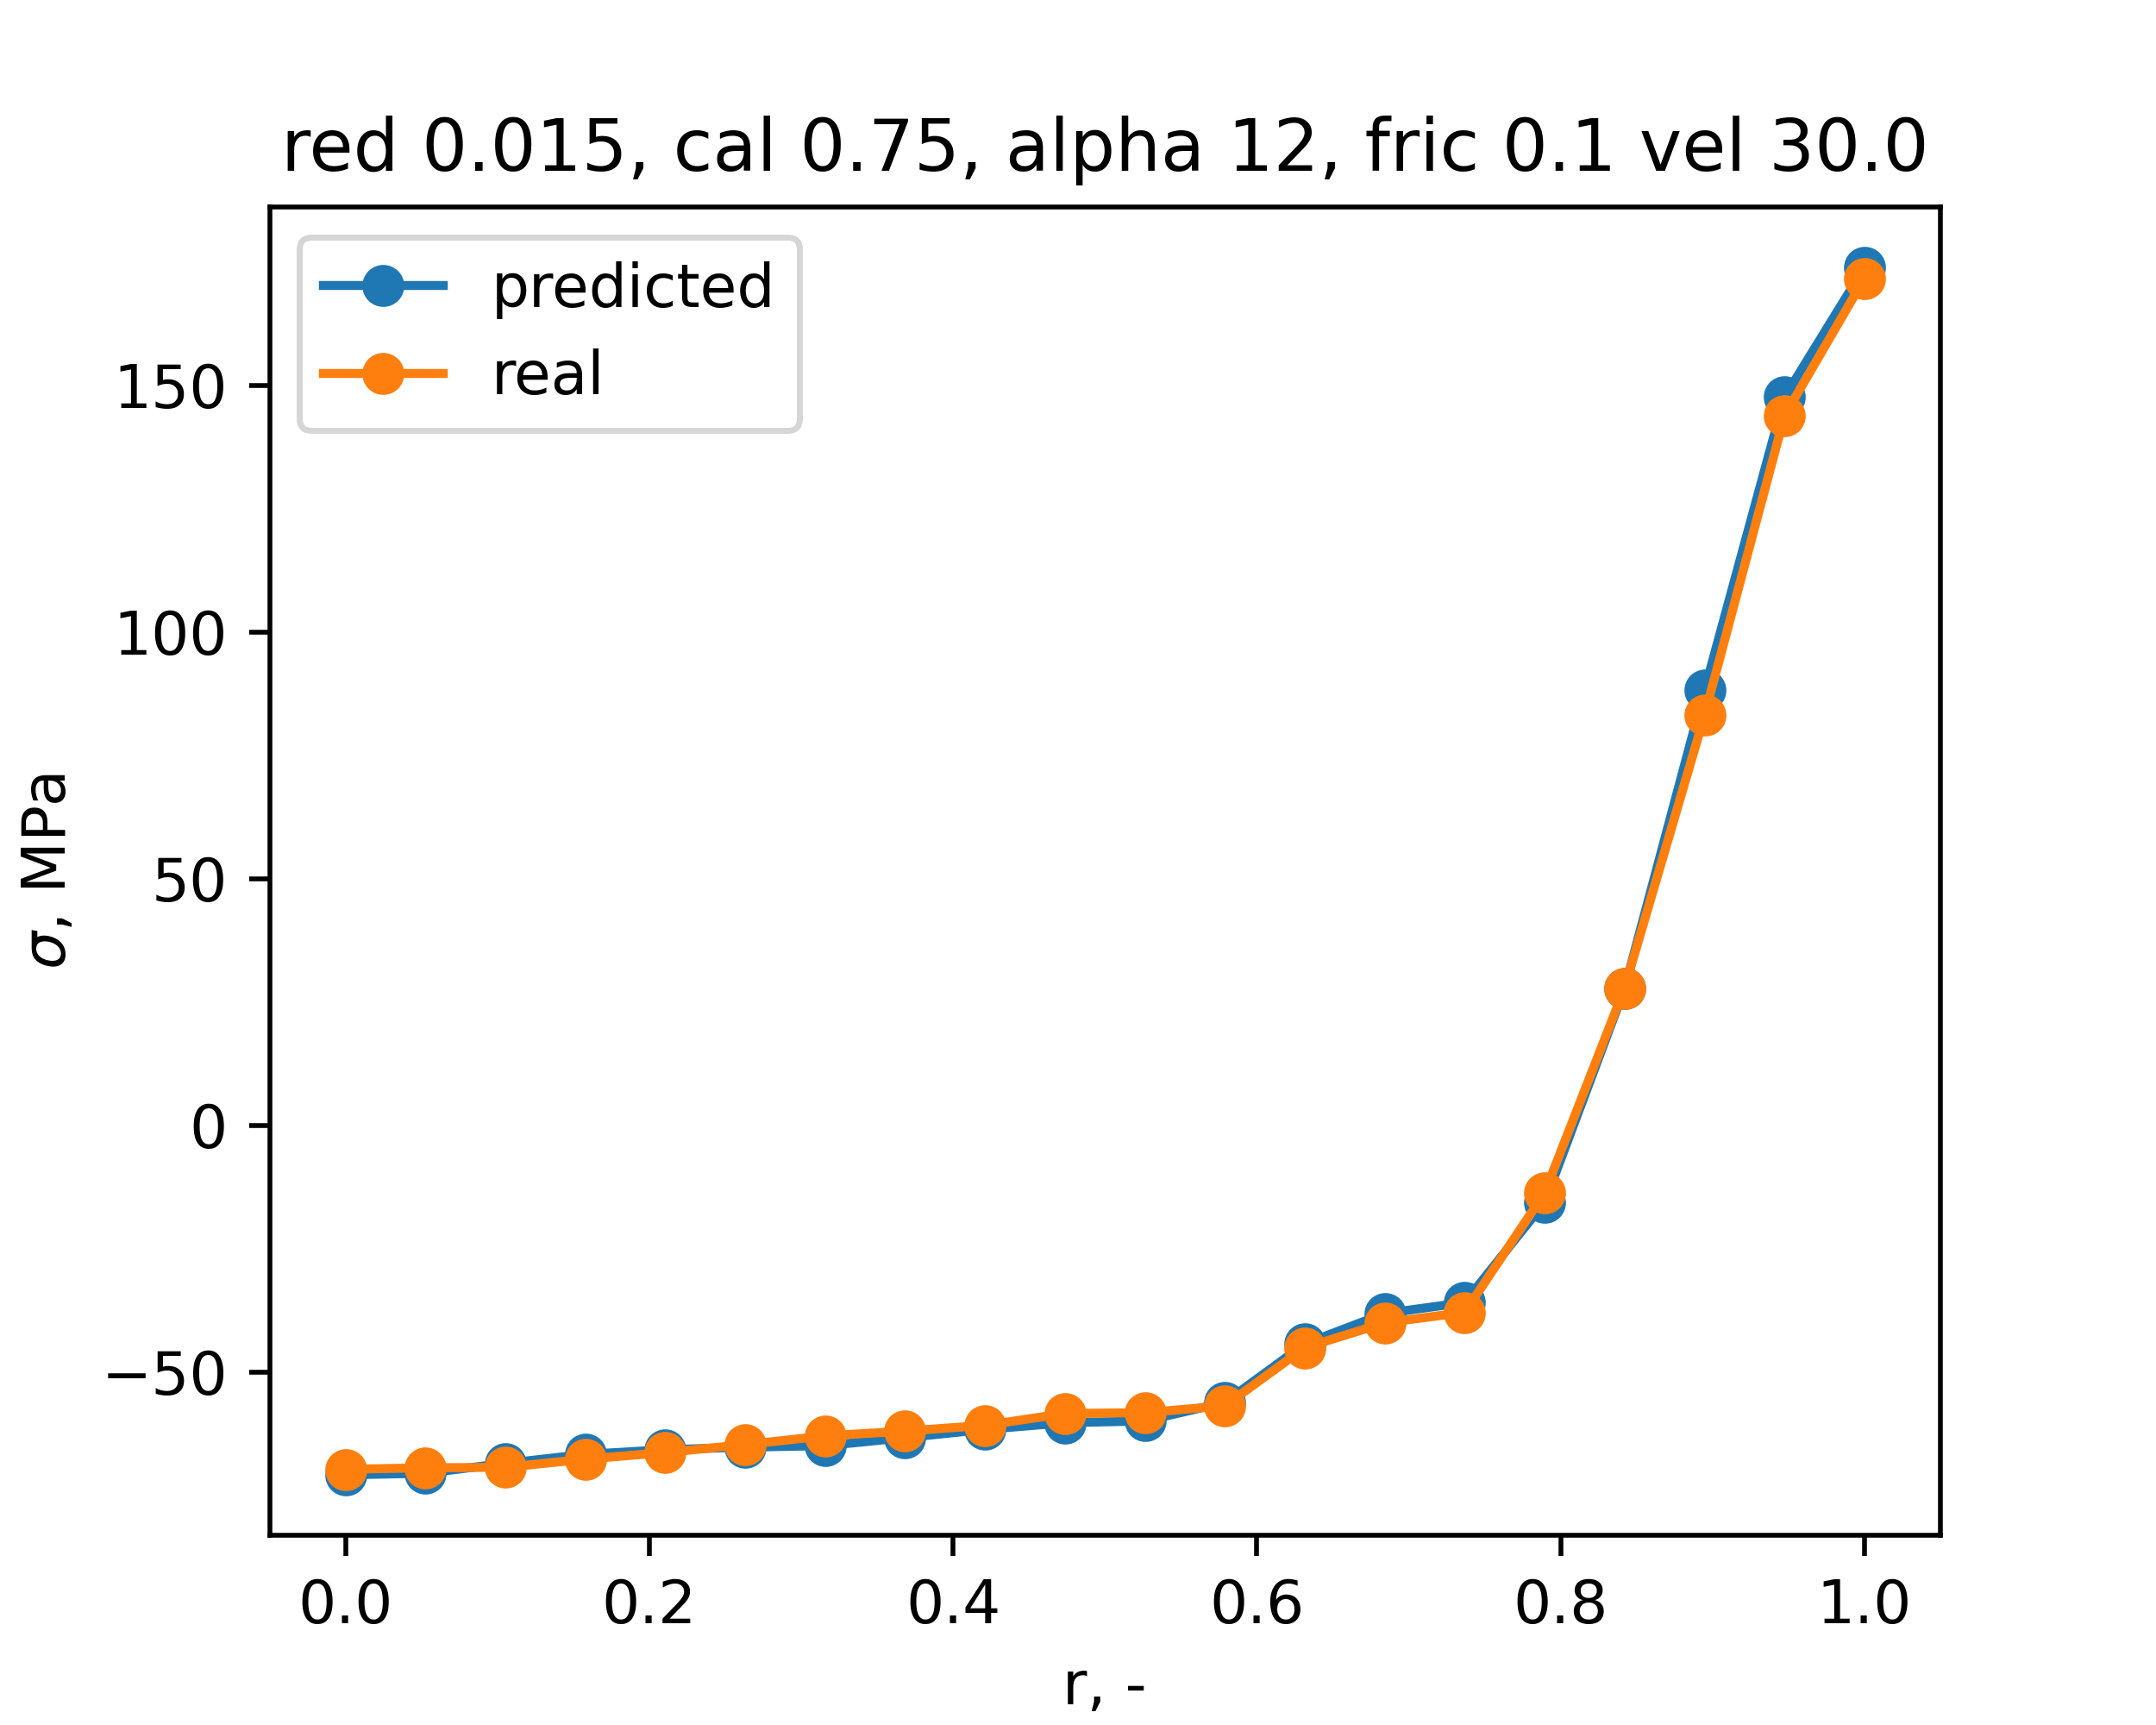 red 0.015, cal 0.75, alpha 12, fric 0.1 vel 30.0
predicted
real
150
100
50
0
−50
σ, MPa
0.0 0.2 0.4 0.6 0.8 1.0
r, -